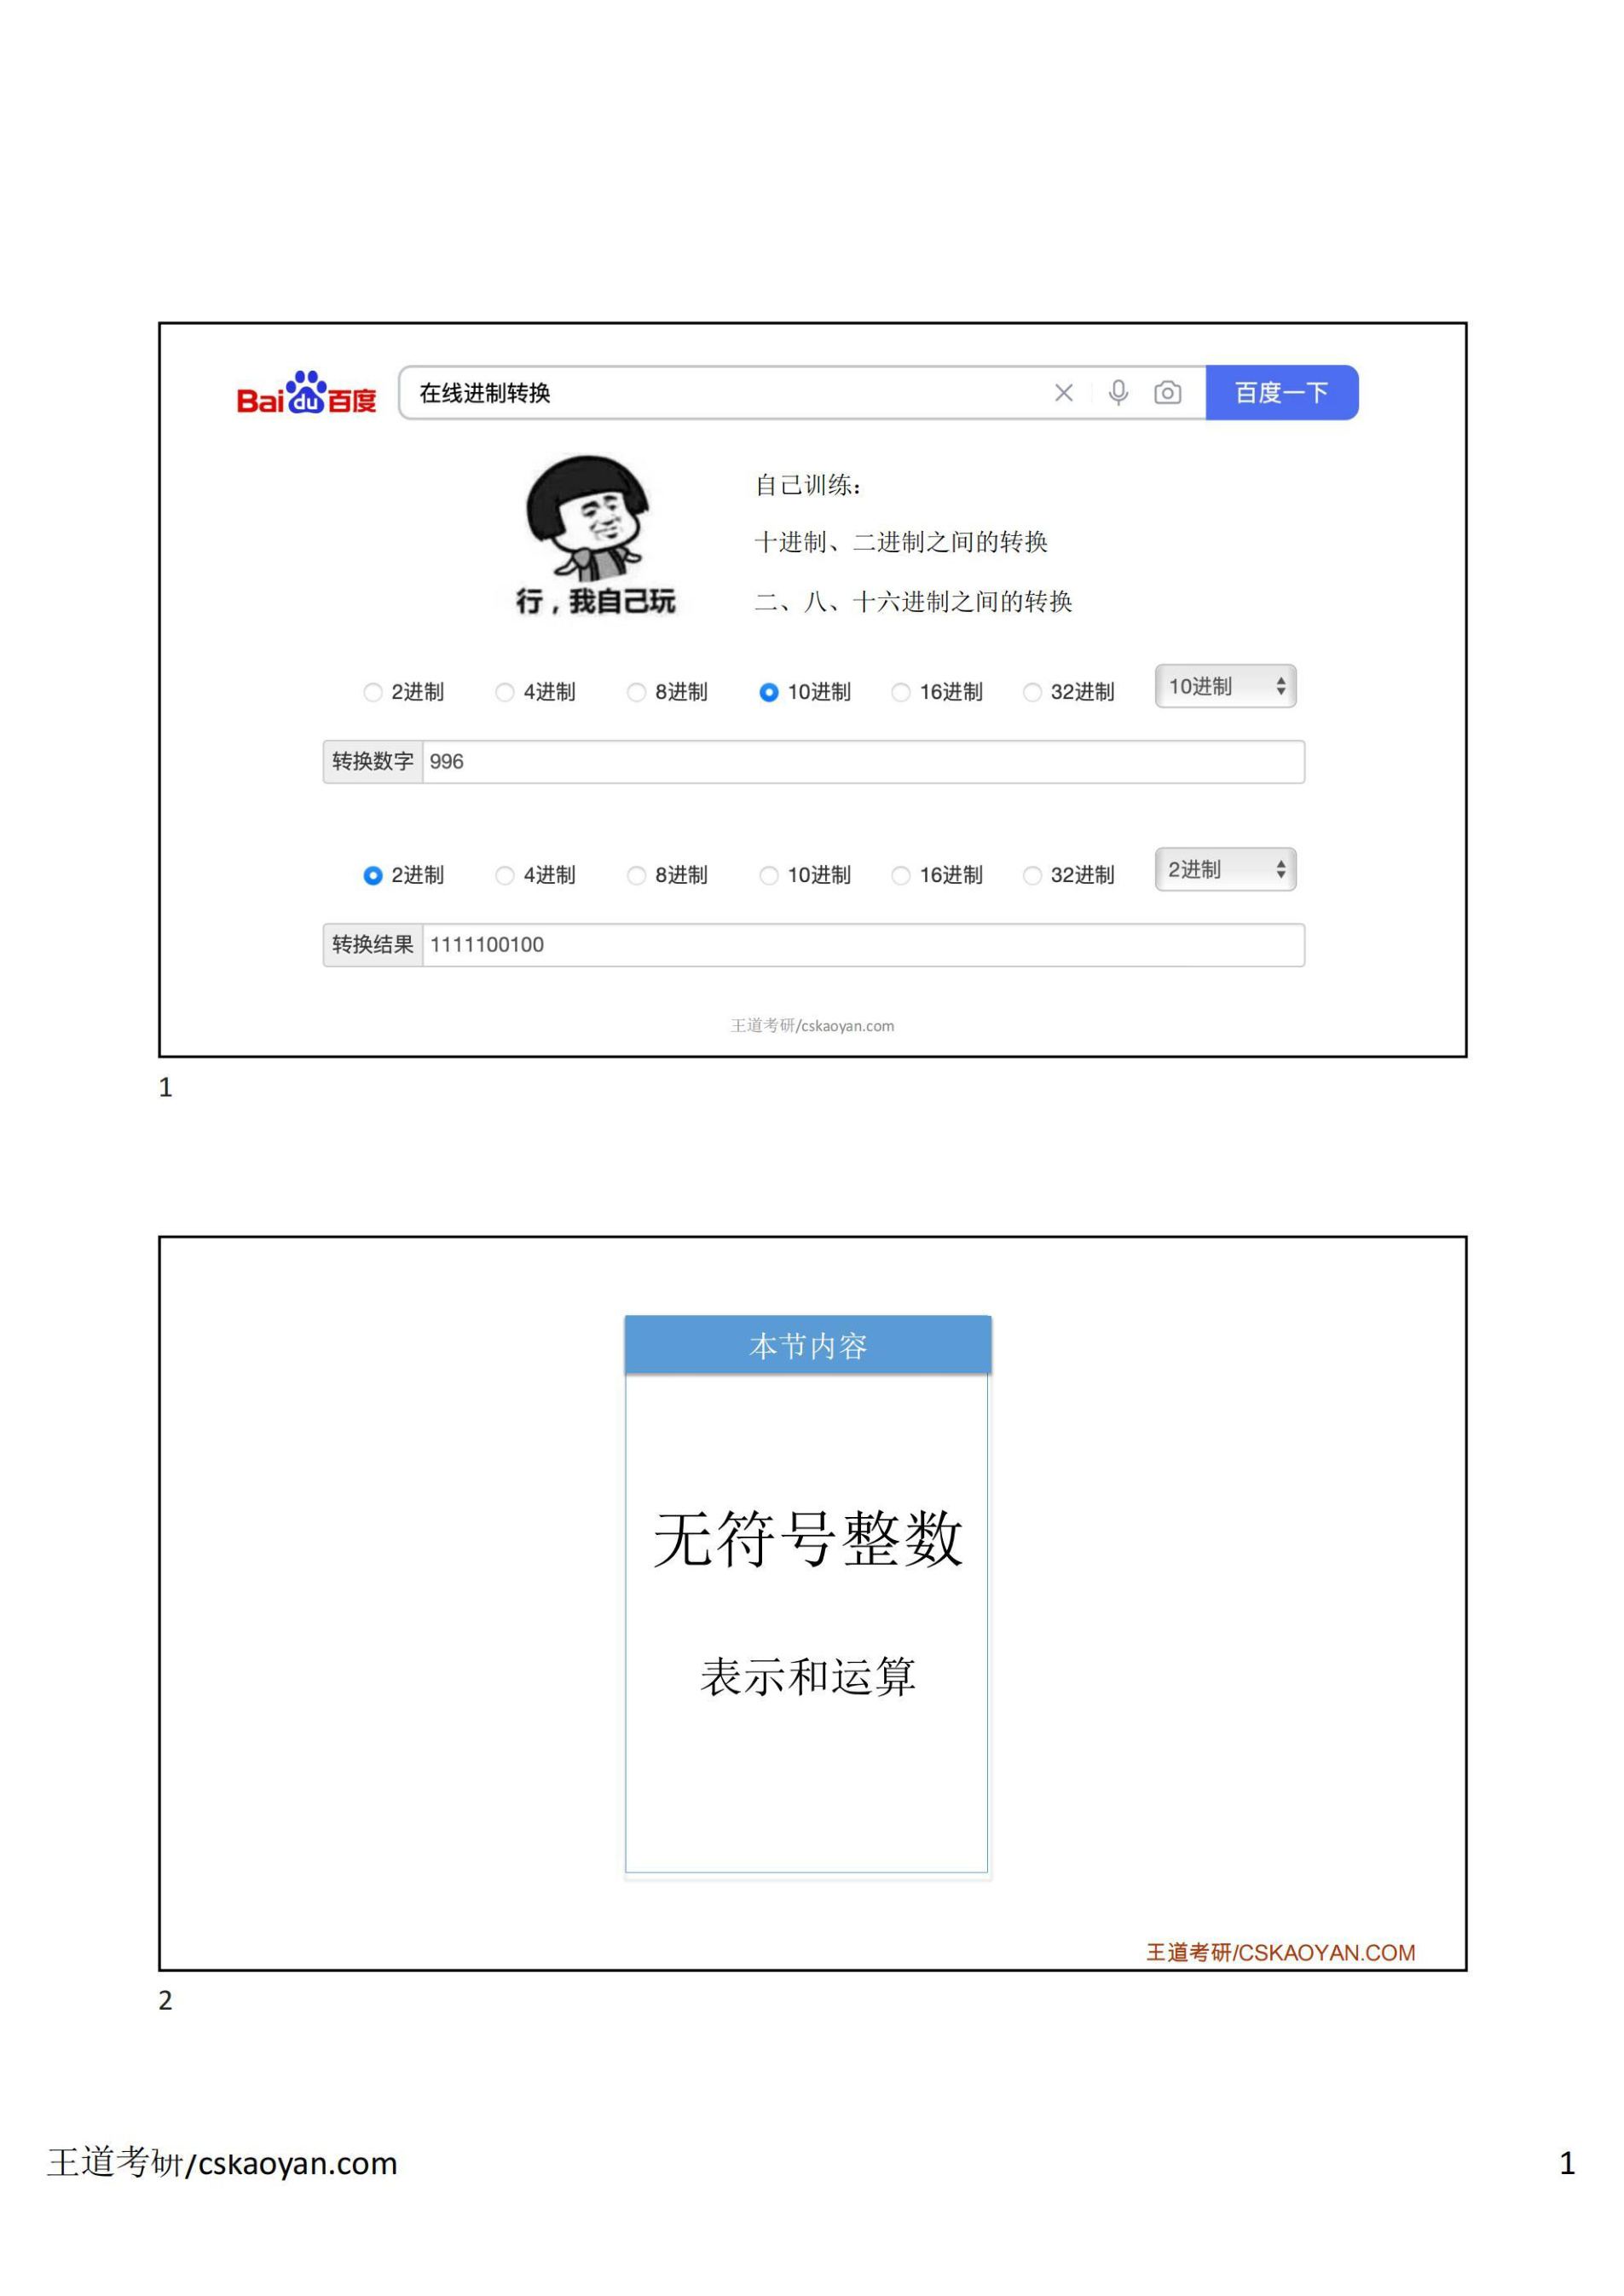 Bai du 百度 在线进制转换 百度一下
自己训练：
十进制、二进制之间的转换
行，我自己玩 二、八、十六进制之间的转换
2进制 4进制 8进制 10进制 16进制 32进制 10进制
转换数字 996
2进制 4进制 8进制 10进制 16进制 32进制 2进制
转换结果 1111100100
王道考研/cskaoyan.com
1
本节内容
无符号整数
表示和运算
王道考研/CSKAOYAN.COM
2
王道考研/cskaoyan.com 1